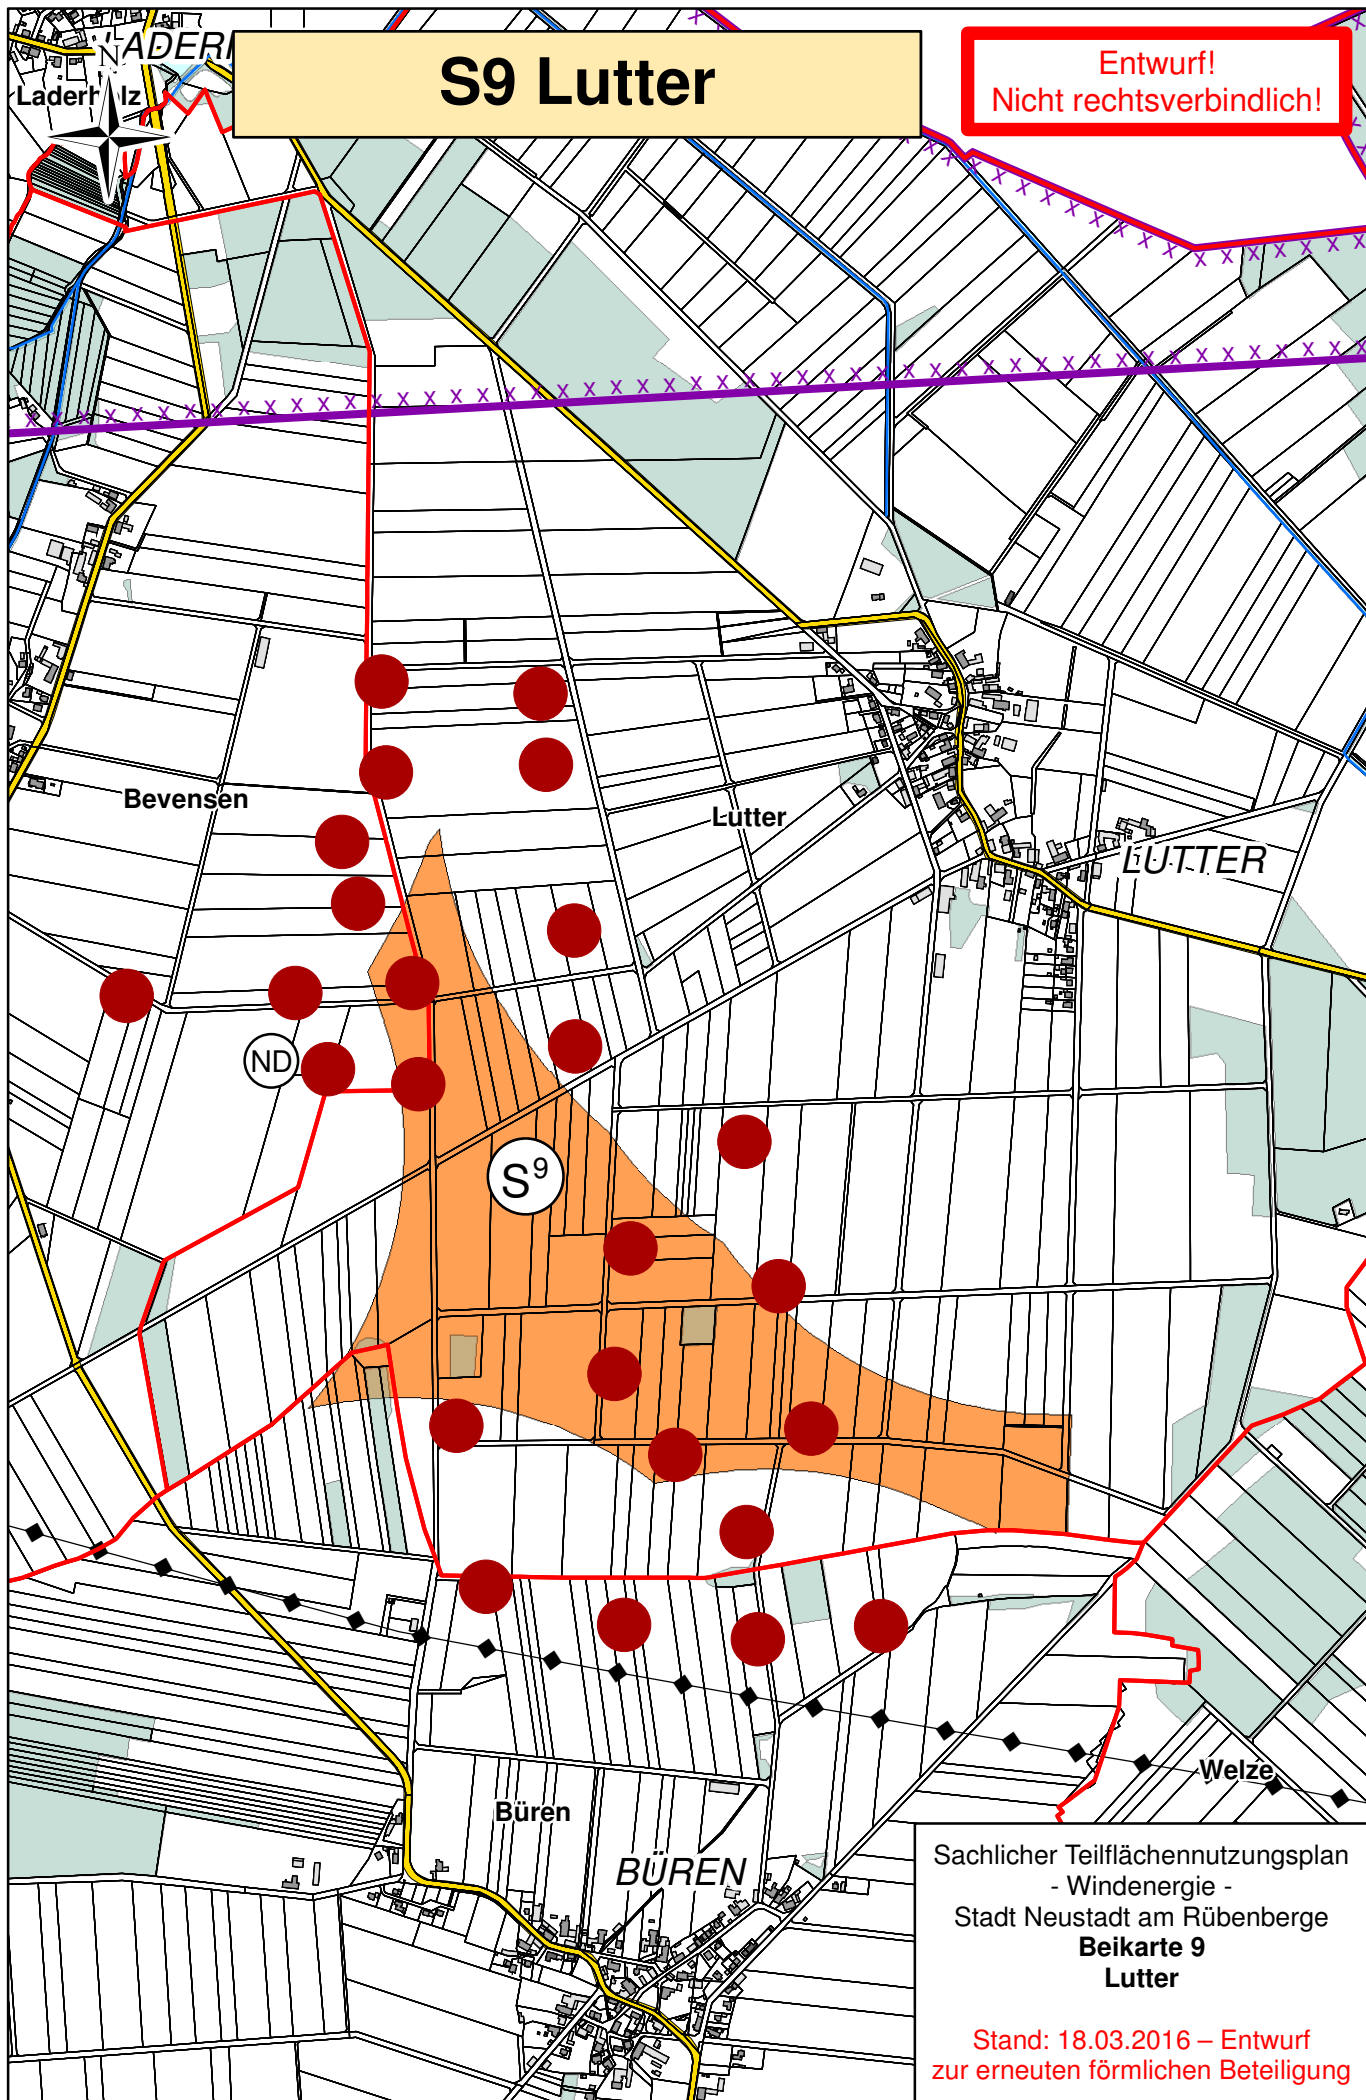 S9 Lutter
Entwurf!
Nicht rechtsverbindlich!
N
Bevensen
Lutter
LUTTER
ND
S⁹
Welze
Büren
BÜREN
Sachlicher Teilflächennutzungsplan
- Windenergie -
Stadt Neustadt am Rübenberge
Beikarte 9
Lutter
Stand: 18.03.2016 – Entwurf
zur erneuten förmlichen Beteiligung